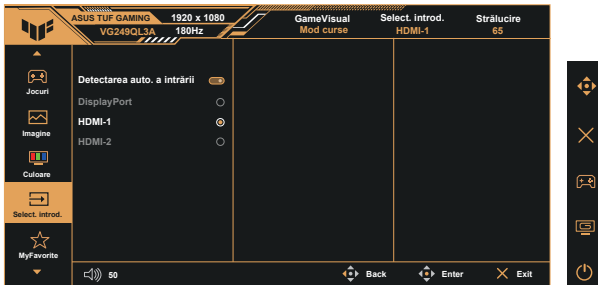 ASUS TUF GAMING 1920 x 1080
VG249QL3A 180Hz
GameVisual
Mod curse
Select. introd.
HDMI-1
Strălucire
65
Jocuri
Imagine
Culoare
Select. introd.
MyFavorite
Detectarea auto. a intrării
DisplayPort
HDMI-1
HDMI-2
50
Back
Enter
Exit